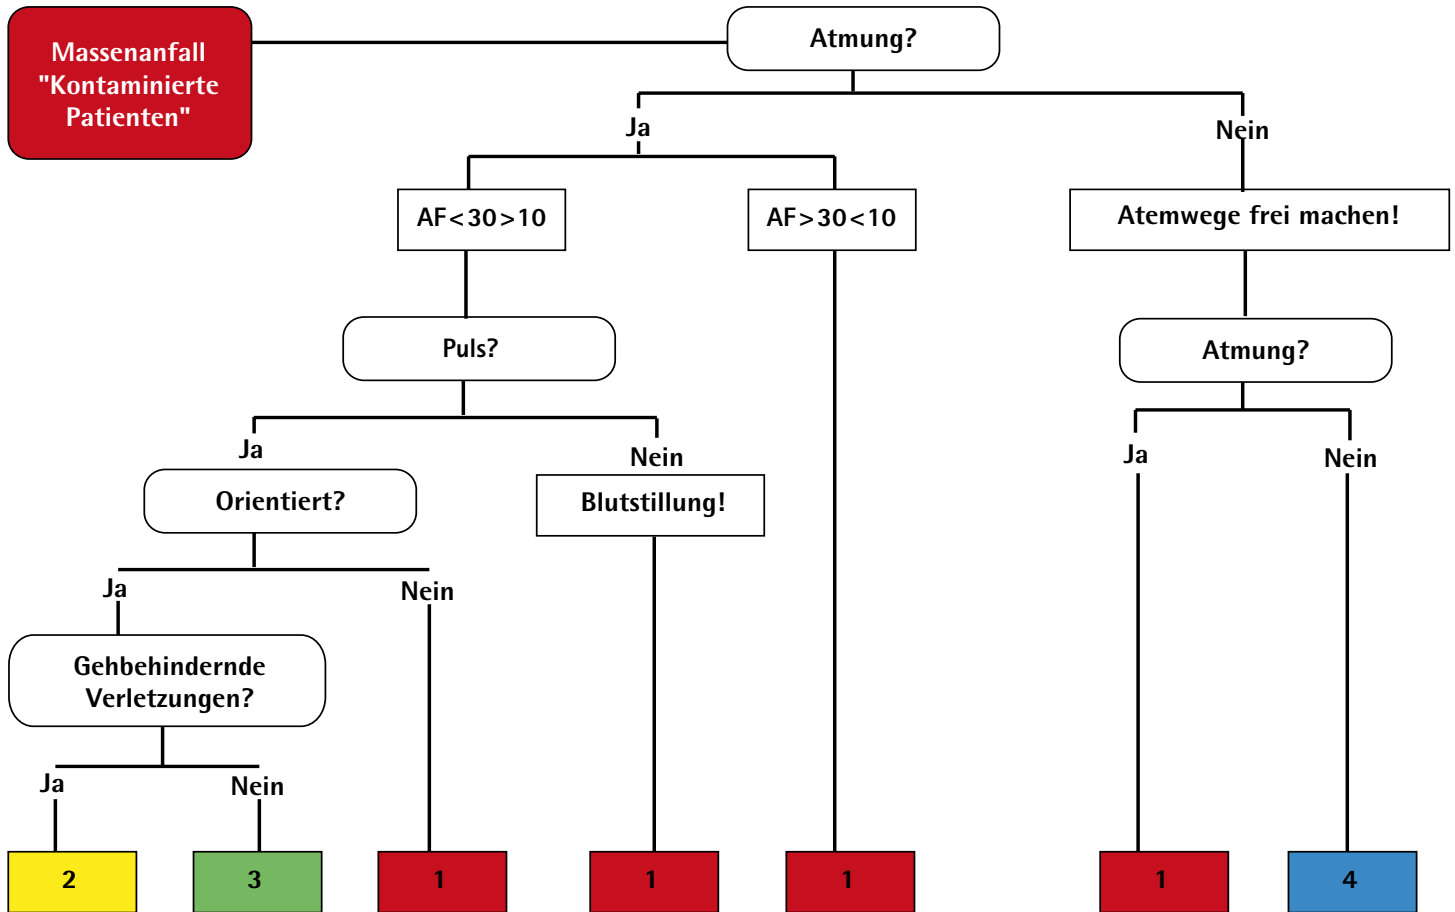 Massenanfall
"Kontaminierte
Patienten"
Atmung?
Ja
Nein
AF<30>10
AF>30<10
Atemwege frei machen!
Puls?
Atmung?
Ja
Nein
Ja
Nein
Orientiert?
Blutstillung!
Ja
Nein
Gehbehindernde
Verletzungen?
Ja
Nein
2
3
1
1
1
1
4